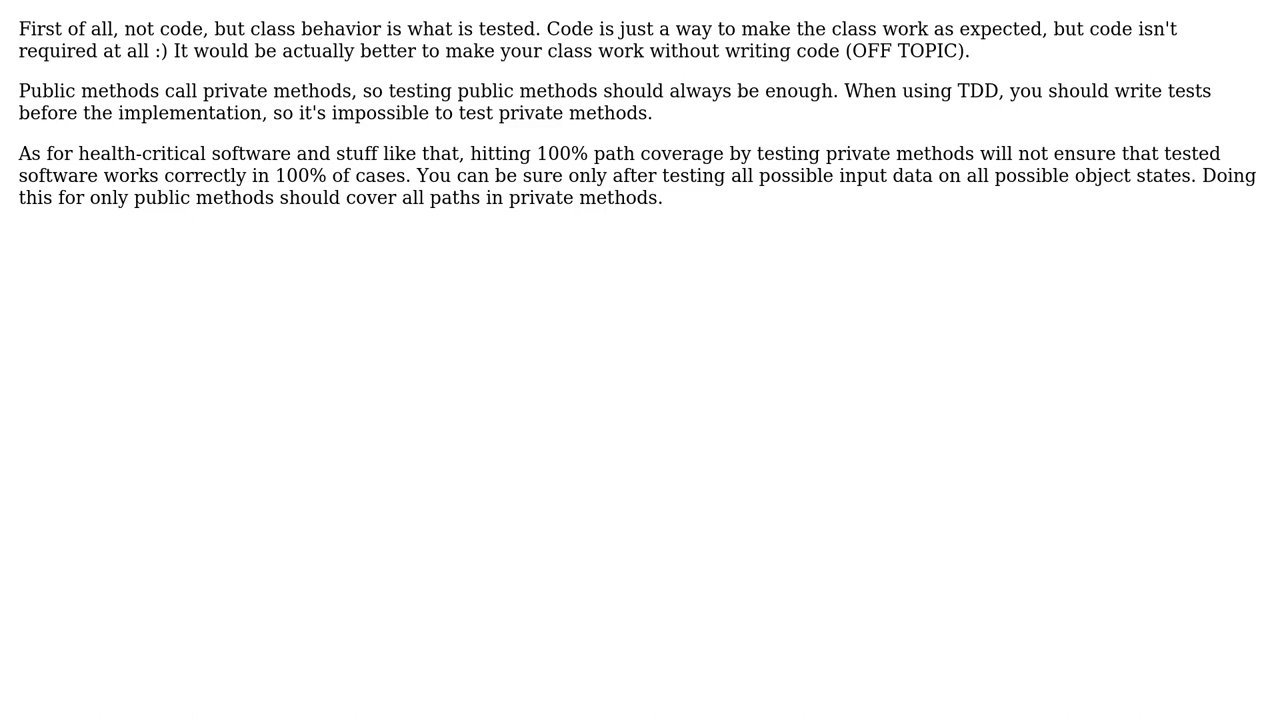 First of all, not code, but class behavior is what is tested. Code is just a way to make the class work as expected, but code isn't
required at all :) It would be actually better to make your class work without writing code (OFF TOPIC).
Public methods call private methods, so testing public methods should always be enough. When using TDD, you should write tests
before the implementation, so it's impossible to test private methods.
As for health-critical software and stuff like that, hitting 100% path coverage by testing private methods will not ensure that tested
software works correctly in 100% of cases. You can be sure only after testing all possible input data on all possible object states. Doing
this for only public methods should cover all paths in private methods.